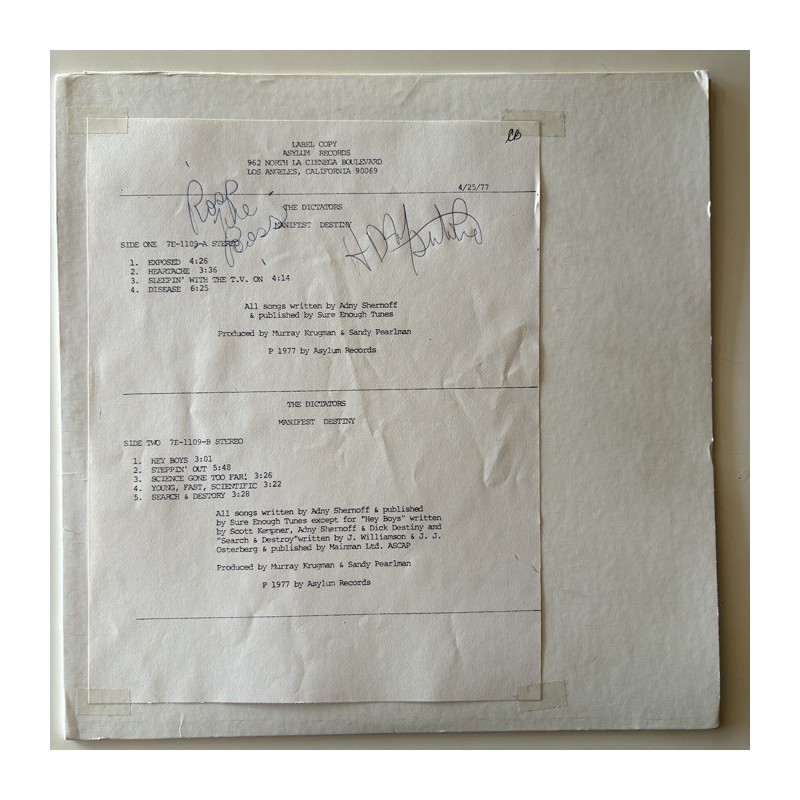 CB
LABEL COPY
ASYLUM RECORDS
962 NORTH LA CIENEGA BOULEVARD
LOS ANGELES, CALIFORNIA 90069
4/25/77
'Ross
The
Boss'
THE DICTATORS
MANIFEST DESTINY
SIDE ONE 7E-1109-A STEREO
1. EXPOSED 4:26
2. HEARTACHE 3:36
3. SLEEPIN' WITH THE T.V. ON 4:14
4. DISEASE 6:25
All songs written by Adny Shernoff
& published by Sure Enough Tunes
Produced by Murray Krugman & Sandy Pearlman
P 1977 by Asylum Records
THE DICTATORS
MANIFEST DESTINY
SIDE TWO 7E-1109-B STEREO
1. HEY BOYS 3:01
2. STEPPIN' OUT 5:48
3. SCIENCE GONE TOO FAR! 3:26
4. YOUNG, FAST, SCIENTIFIC 3:22
5. SEARCH & DESTORY 3:28
All songs written by Adny Shernoff & published
by Sure Enough Tunes except for "Hey Boys" written
by Scott Kempner, Adny Shernoff & Dick Destiny and
"Search & Destroy"written by J. Williamson & J. J.
Osterberg & published by Mainman Ltd. ASCAP
Produced by Murray Krugman & Sandy Pearlman
P 1977 by Asylum Records